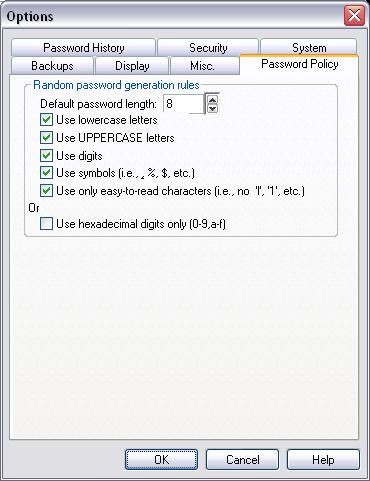 Options
Password History Security System
Backups Display Misc. Password Policy
Random password generation rules
Default password length: 8
Use lowercase letters
Use UPPERCASE letters
Use digits
Use symbols (i.e., ., %, $, etc.)
Use only easy-to-read characters (i.e., no 'l', '1', etc.)
Or
Use hexadecimal digits only (0-9,a-f)
OK Cancel Help